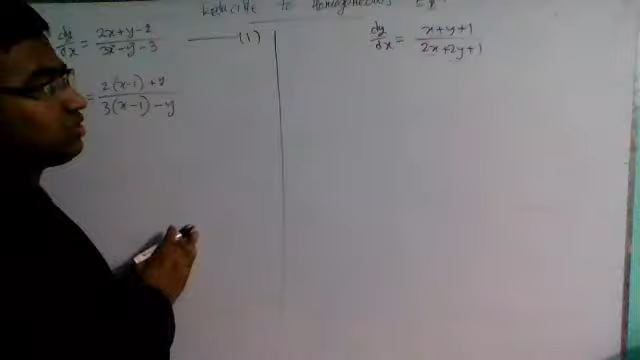 Reducible to Homogeneous
dy/dx = (2x+y-2)/(3x-y-3) ——— (1)
= (2(x-1)+y)/(3(x-1)-y)
dy/dx = (x+y+1)/(2x+2y+1)